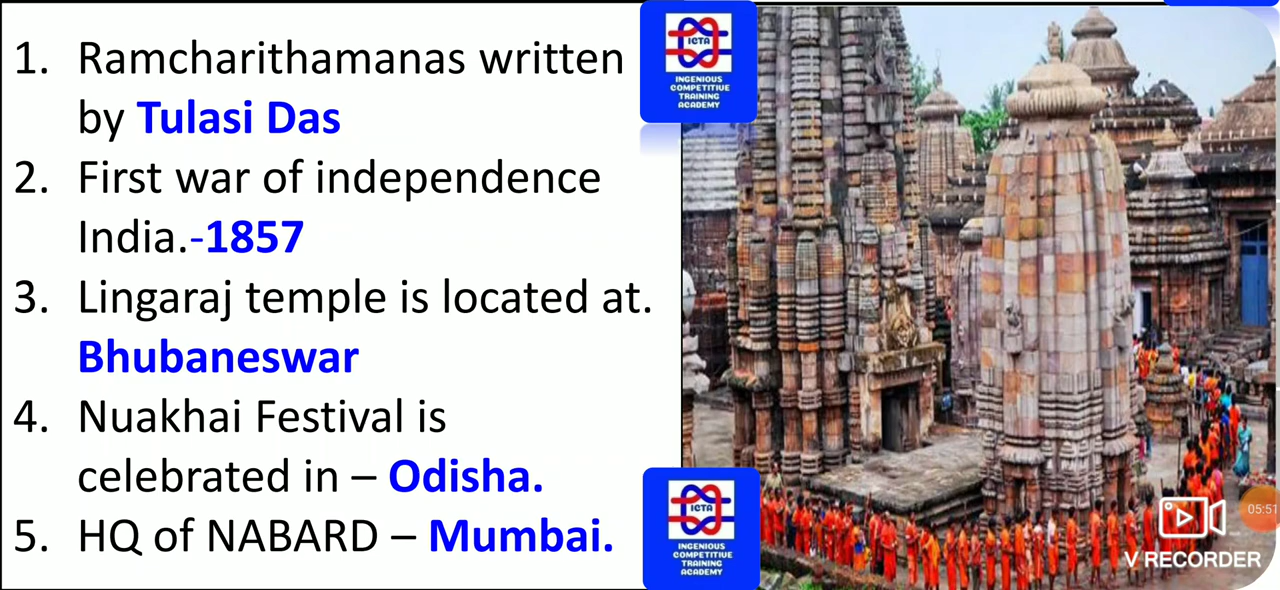 1. Ramcharithamanas written
by Tulasi Das
2. First war of independence
India.-1857
3. Lingaraj temple is located at.
Bhubaneswar
4. Nuakhai Festival is
celebrated in – Odisha.
5. HQ of NABARD – Mumbai.
ICTA
INGENIOUS
COMPETITIVE
TRAINING
ACADEMY
ICTA
INGENIOUS
COMPETITIVE
TRAINING
ACADEMY
05:51
V RECORDER